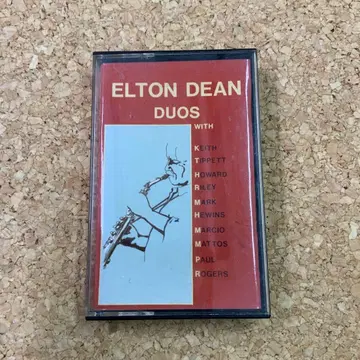 ELTON DEAN
DUOS
WITH
KEITH
TIPPETT
HOWARD
RILEY
MARK
HEWINS
MARCIO
MATTOS
PAUL
ROGERS